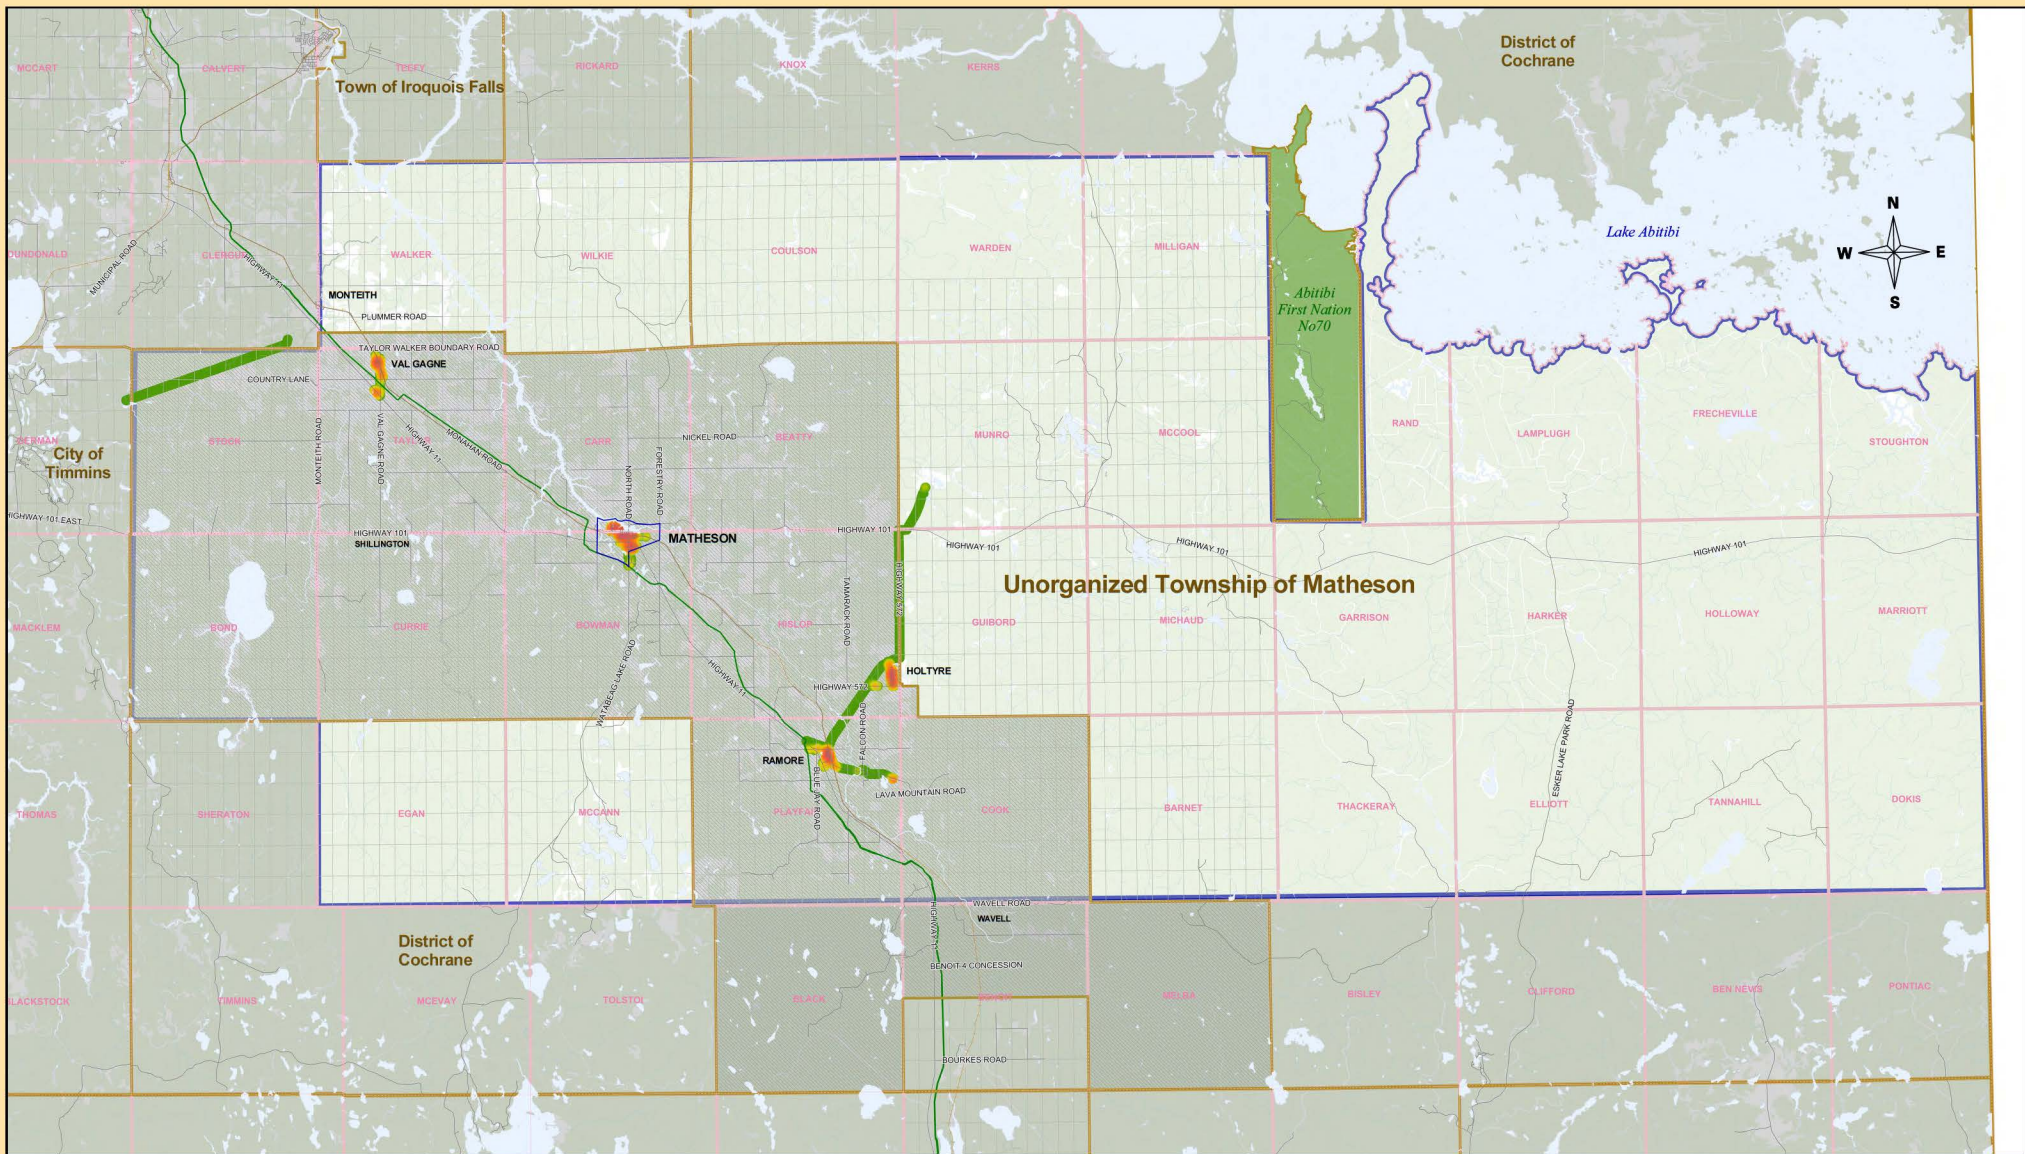 District of
Cochrane
MCCART
CALVERT
TEEFY
RICKARD
KNOX
KERRS
Town of Iroquois Falls
N
W
E
S
Lake Abitibi
CLERGUE
WALKER
WILKIE
COULSON
WARDEN
MILLIGAN
MUNICIPAL ROAD
HIGHWAY 11
MONTEITH
PLUMMER ROAD
Abitibi
First Nation
No70
TAYLOR WALKER BOUNDARY ROAD
VAL GAGNE
COUNTRY LANE
STOCK
MONTEITH ROAD
VAL GAGNE ROAD
HIGHWAY 11
MONAHAN ROAD
CARR
NICKEL ROAD
BEATTY
MUNRO
MCCOOL
RAND
LAMPLUGH
FRECHEVILLE
STOUGHTON
City of
Timmins
NORTH ROAD
FORESTRY ROAD
HIGHWAY 101 EAST
HIGHWAY 101
SHILLINGTON
MATHESON
HIGHWAY 101
HIGHWAY 101
HIGHWAY 101
HIGHWAY 101
Unorganized Township of Matheson
HIGHWAY 572
TAMARACK ROAD
MACKLEM
BOND
CURRIE
BOWMAN
HISLOP
GUIBORD
MICHAUD
GARRISON
HARKER
HOLLOWAY
MARRIOTT
WATABEAG LAKE ROAD
HIGHWAY 11
HIGHWAY 572
HOLTYRE
FALCON ROAD
ESKER LAKE PARK ROAD
RAMORE
BLUE JAY ROAD
LAVA MOUNTAIN ROAD
THOMAS
SHERATON
EGAN
MCCANN
COOK
BARNET
THACKERAY
ELLIOTT
TANNAHILL
DOKIS
HIGHWAY 11
WAVELL ROAD
WAVELL
District of
Cochrane
BENOIT 4 CONCESSION
TIMMINS
MCEVAY
TOLSTOI
BLACK
MELBA
BISLEY
CLIFFORD
BEN NEVIS
PONTIAC
BOURKES ROAD